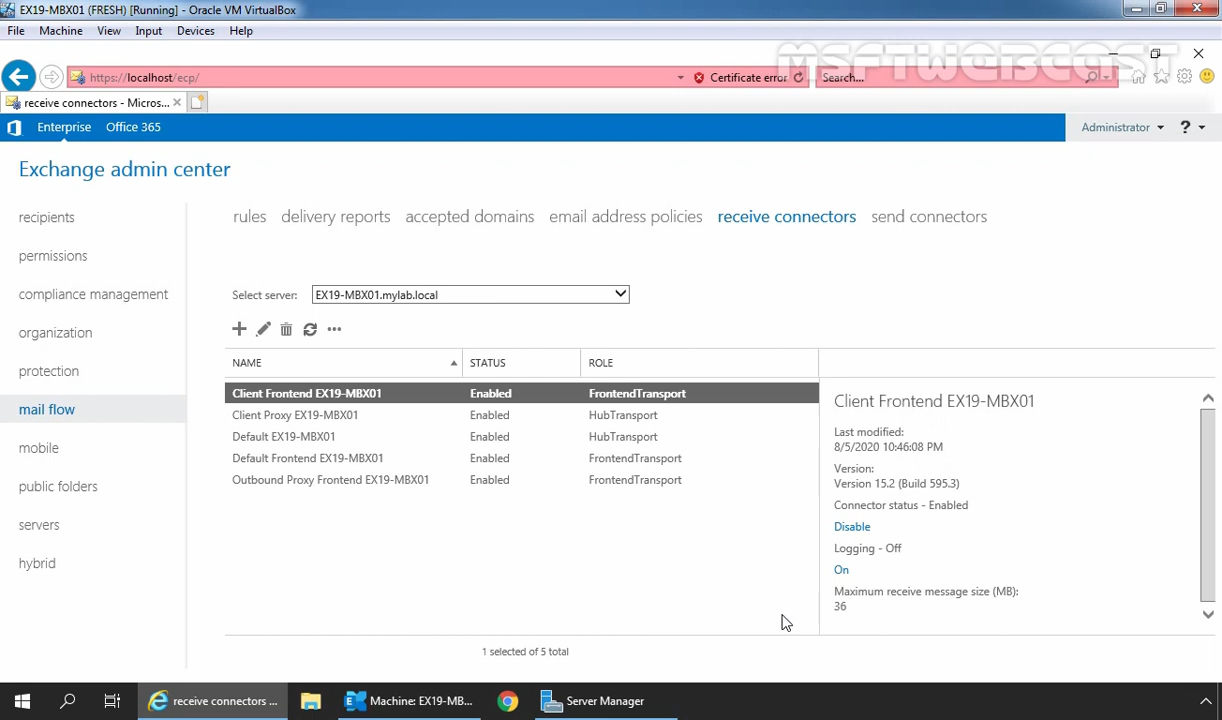 EX19-MBX01 (FRESH) [Running] - Oracle VM VirtualBox
File Machine View Input Devices Help
MSFTWEBCAST
https://localhost/ecp/ Certificate error Search...
receive connectors - Micros...
Enterprise Office 365 Administrator ?
Exchange admin center
recipients
permissions
compliance management
organization
protection
mail flow
mobile
public folders
servers
hybrid
rules delivery reports accepted domains email address policies receive connectors send connectors
Select server: EX19-MBX01.mylab.local
NAME STATUS ROLE
Client Frontend EX19-MBX01 Enabled FrontendTransport
Client Proxy EX19-MBX01 Enabled HubTransport
Default EX19-MBX01 Enabled HubTransport
Default Frontend EX19-MBX01 Enabled FrontendTransport
Outbound Proxy Frontend EX19-MBX01 Enabled FrontendTransport
Client Frontend EX19-MBX01
Last modified:
8/5/2020 10:46:08 PM
Version:
Version 15.2 (Build 595.3)
Connector status - Enabled
Disable
Logging - Off
On
Maximum receive message size (MB):
36
1 selected of 5 total
receive connectors ... Machine: EX19-MB... Server Manager